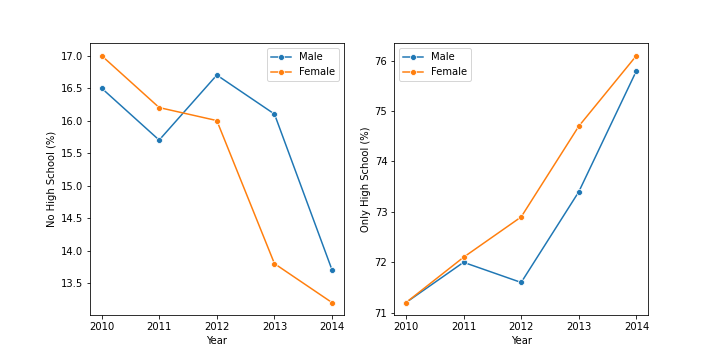 No High School (%)
17.0
16.5
16.0
15.5
15.0
14.5
14.0
13.5
Male
Female
2010 2011 2012 2013 2014
Year
Only High School (%)
76
75
74
73
72
71
Male
Female
2010 2011 2012 2013 2014
Year